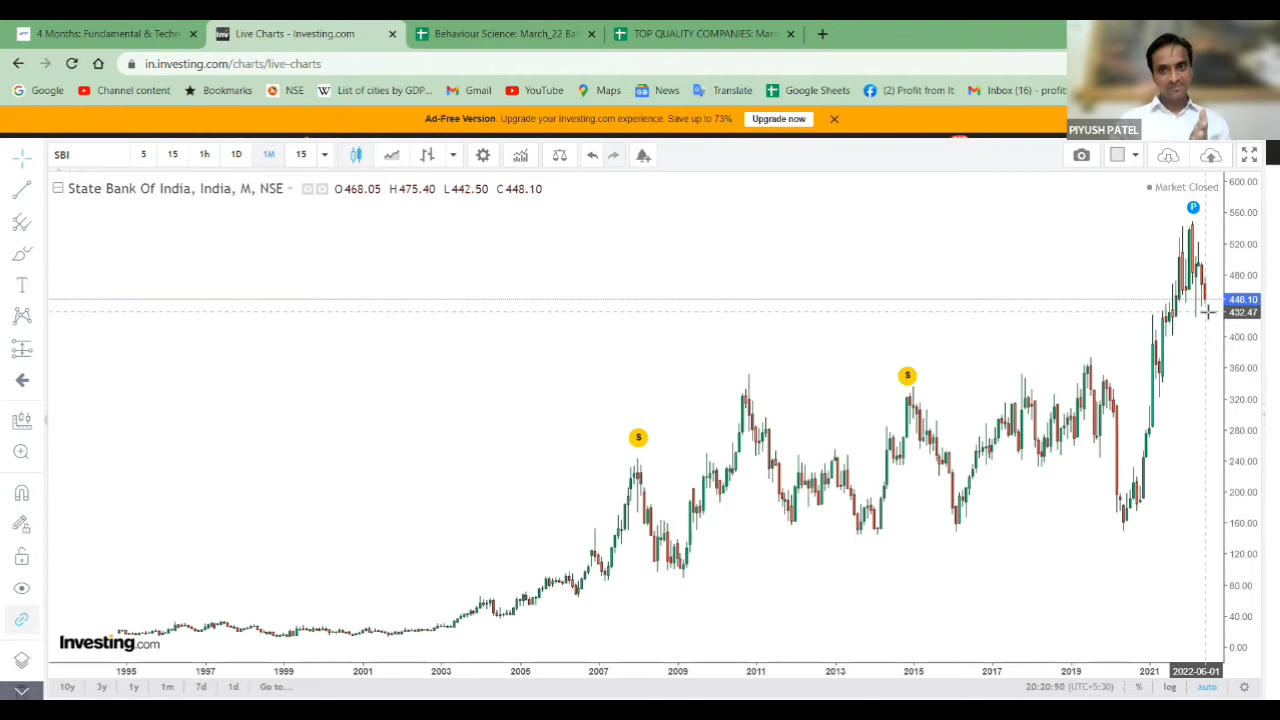 4 Months: Fundamental & Techn
Live Charts - Investing.com
Behaviour Science: March_22 Bat
TOP QUALITY COMPANIES: Marc
in.investing.com/charts/live-charts
Google
Channel content
Bookmarks
NSE
List of cities by GDP...
Gmail
YouTube
Maps
News
Translate
Google Sheets
(2) Profit from It
Inbox (16) - profit
Ad-Free Version. Upgrade your Investing.com experience. Save up to 73%
Upgrade now
PIYUSH PATEL
SBI
5
15
1h
1D
1M
15
State Bank Of India, India, M, NSE
O468.05 H475.40 L442.50 C448.10
Market Closed
P
S
S
600.00
560.00
520.00
480.00
448.10
432.47
400.00
360.00
320.00
280.00
240.00
200.00
160.00
120.00
80.00
40.00
0.00
Investing.com
1995
1997
1999
2001
2003
2005
2007
2009
2011
2013
2015
2017
2019
2021
2022-06-01
10y
3y
1y
1m
7d
1d
Go to...
20:20:50 (UTC+5:30)
%
log
auto